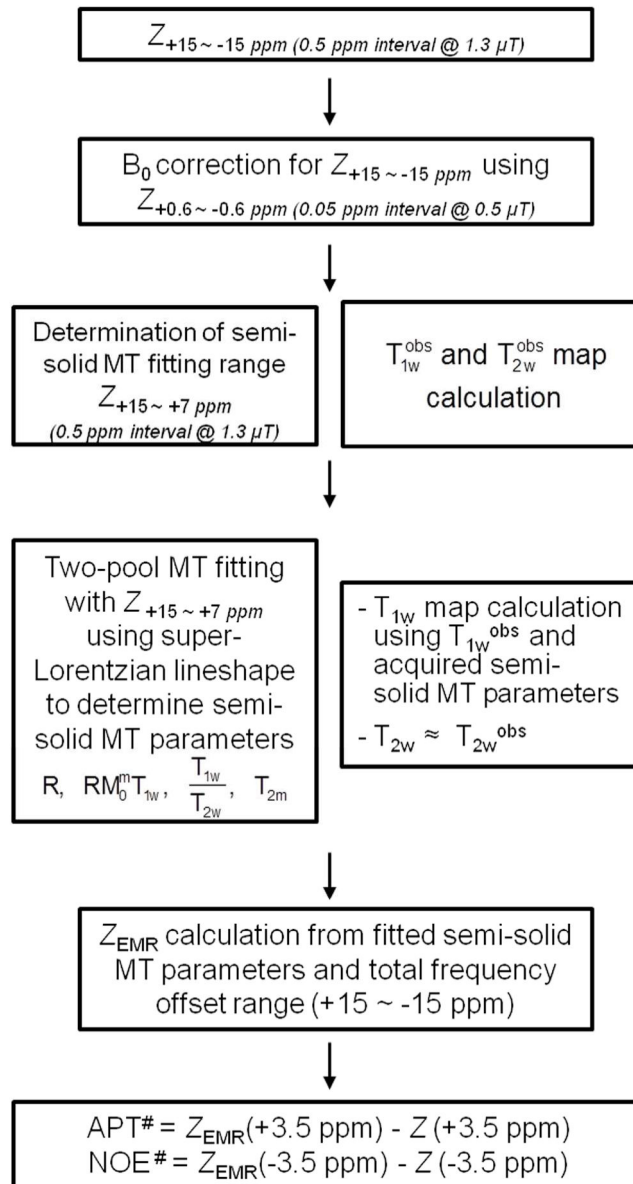 Z+15 ~ -15 ppm (0.5 ppm interval @ 1.3 µT)
B0 correction for Z+15 ~ -15 ppm using
Z+0.6 ~ -0.6 ppm (0.05 ppm interval @ 0.5 µT)
Determination of semi-
solid MT fitting range
Z+15 ~ +7 ppm
(0.5 ppm interval @ 1.3 µT)
T1w^obs and T2w^obs map
calculation
Two-pool MT fitting
with Z +15 ~ +7 ppm
using super-
Lorentzian lineshape
to determine semi-
solid MT parameters
R, RM0^m T1w, T1w/T2w, T2m
- T1w map calculation
using T1w^obs and
acquired semi-
solid MT parameters
- T2w ≈ T2w^obs
ZEMR calculation from fitted semi-solid
MT parameters and total frequency
offset range (+15 ~ -15 ppm)
APT# = ZEMR(+3.5 ppm) - Z (+3.5 ppm)
NOE# = ZEMR(-3.5 ppm) - Z (-3.5 ppm)